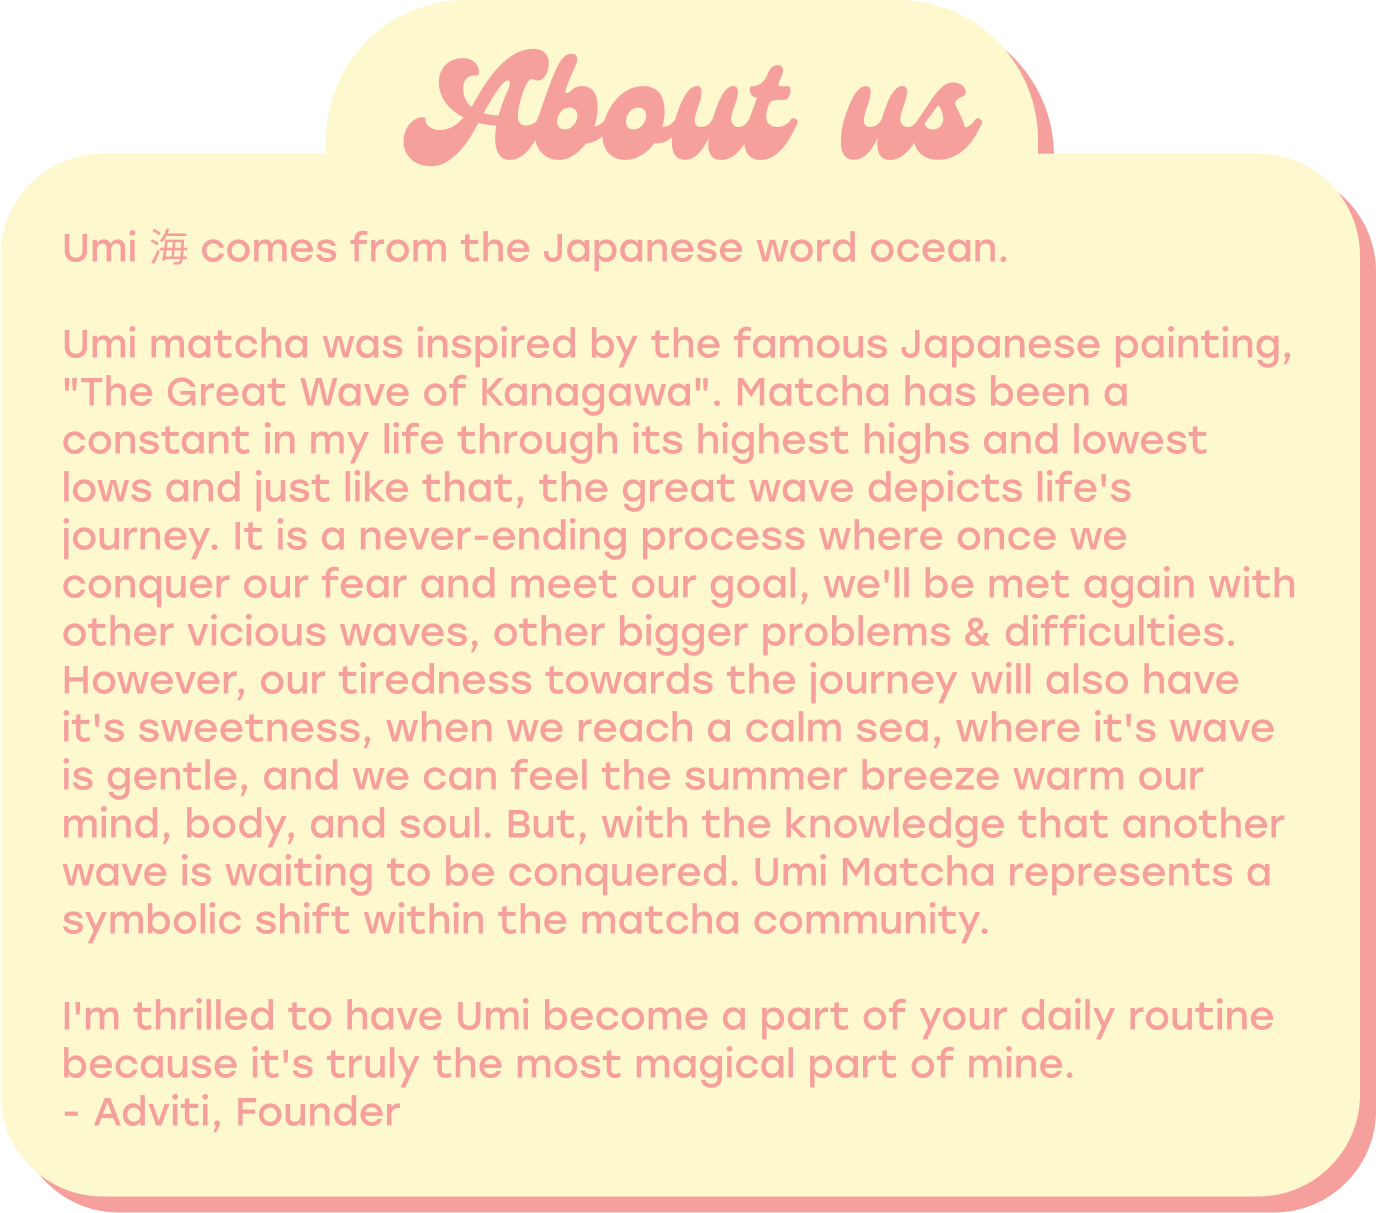 About us
Umi 海 comes from the Japanese word ocean.
Umi matcha was inspired by the famous Japanese painting,
"The Great Wave of Kanagawa". Matcha has been a
constant in my life through its highest highs and lowest
lows and just like that, the great wave depicts life's
journey. It is a never-ending process where once we
conquer our fear and meet our goal, we'll be met again with
other vicious waves, other bigger problems & difficulties.
However, our tiredness towards the journey will also have
it's sweetness, when we reach a calm sea, where it's wave
is gentle, and we can feel the summer breeze warm our
mind, body, and soul. But, with the knowledge that another
wave is waiting to be conquered. Umi Matcha represents a
symbolic shift within the matcha community.
I'm thrilled to have Umi become a part of your daily routine
because it's truly the most magical part of mine.
- Adviti, Founder